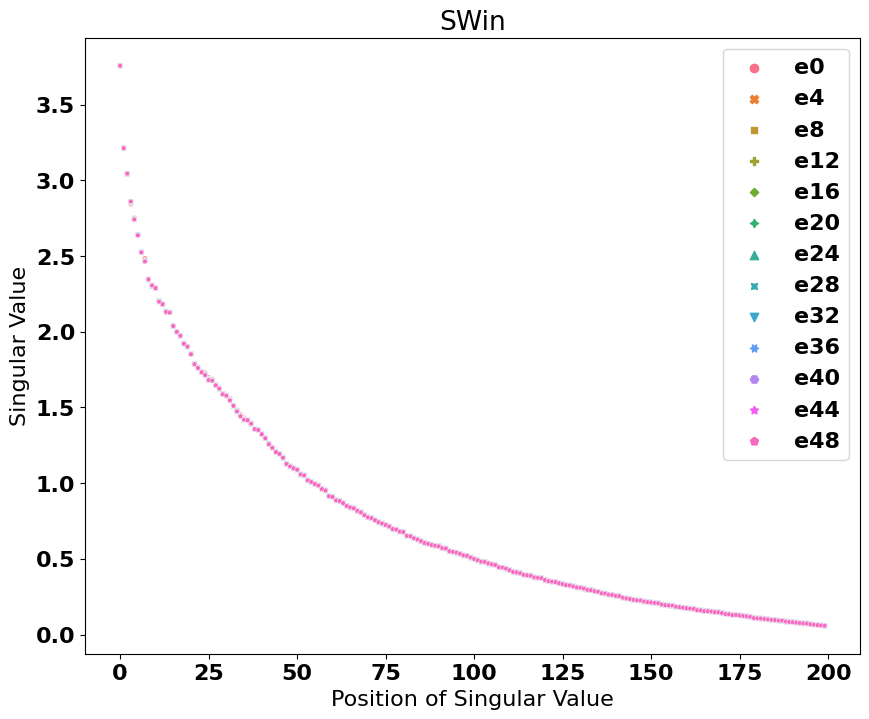 SWin
Singular Value
3.5
3.0
2.5
2.0
1.5
1.0
0.5
0.0
e0
e4
e8
e12
e16
e20
e24
e28
e32
e36
e40
e44
e48
0 25 50 75 100 125 150 175 200
Position of Singular Value